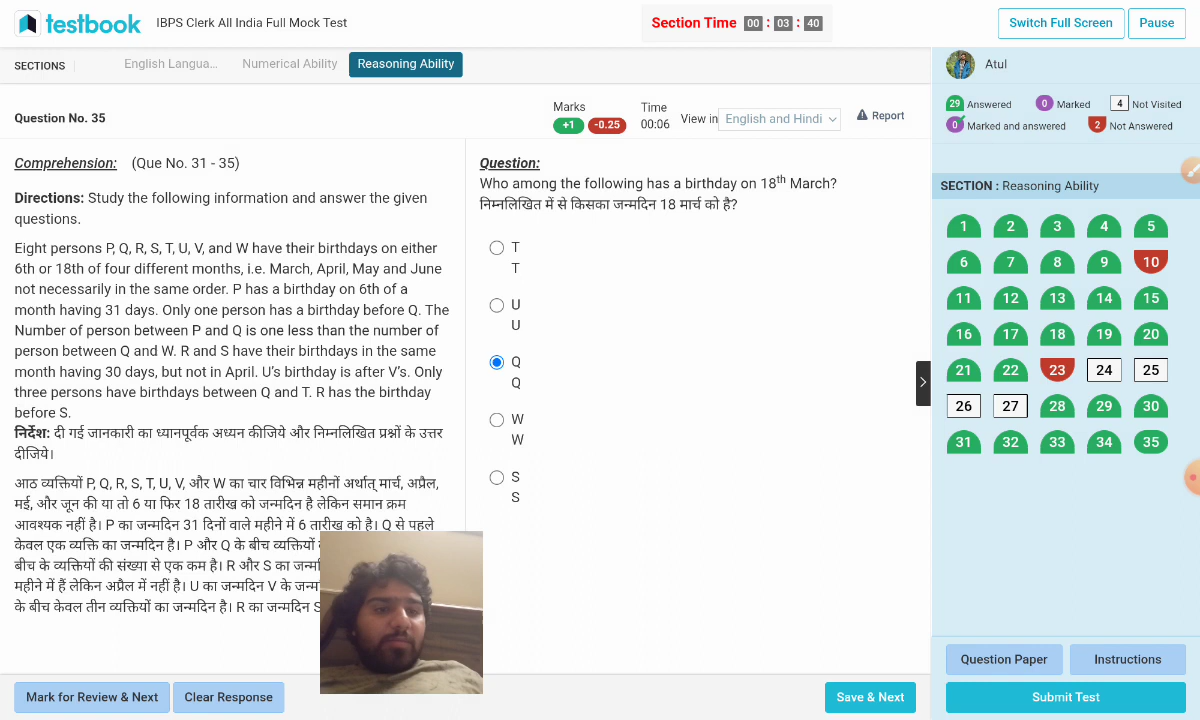 testbook
IBPS Clerk All India Full Mock Test
Section Time 00 : 03 : 40
Switch Full Screen
Pause
SECTIONS
English Langua...
Numerical Ability
Reasoning Ability
Atul
29 Answered
0 Marked
4 Not Visited
0 Marked and answered
2 Not Answered
Question No. 35
Marks
+1
-0.25
Time
00:06
View in
English and Hindi
Report
Comprehension: (Que No. 31 - 35)
Directions: Study the following information and answer the given
questions.
Eight persons P, Q, R, S, T, U, V, and W have their birthdays on either
6th or 18th of four different months, i.e. March, April, May and June
not necessarily in the same order. P has a birthday on 6th of a
month having 31 days. Only one person has a birthday before Q. The
Number of person between P and Q is one less than the number of
person between Q and W. R and S have their birthdays in the same
month having 30 days, but not in April. U's birthday is after V's. Only
three persons have birthdays between Q and T. R has the birthday
before S.
निर्देश: दी गई जानकारी का ध्यानपूर्वक अध्यन कीजिये और निम्नलिखित प्रश्नों के उत्तर
दीजिये।
आठ व्यक्तियों P, Q, R, S, T, U, V, और W का चार विभिन्न महीनों अर्थात् मार्च, अप्रैल,
मई, और जून की या तो 6 या फिर 18 तारीख को जन्मदिन है लेकिन समान क्रम
आवश्यक नहीं है। P का जन्मदिन 31 दिनों वाले महीने में 6 तारीख को है। Q से पहले
केवल एक व्यक्ति का जन्मदिन है। P और Q के बीच व्यक्तियों
बीच के व्यक्तियों की संख्या से एक कम है। R और S का
महीने में हैं लेकिन अप्रैल में नहीं है। U का जन्मदिन V के
के बीच केवल तीन व्यक्तियों का जन्मदिन है। R का जन्मदिन S
Question:
Who among the following has a birthday on 18th March?
निम्नलिखित में से किसका जन्मदिन 18 मार्च को है?
T
T
U
U
Q
Q
W
W
S
S
SECTION : Reasoning Ability
1 2 3 4 5
6 7 8 9 10
11 12 13 14 15
16 17 18 19 20
21 22 23 24 25
26 27 28 29 30
31 32 33 34 35
Question Paper
Instructions
Mark for Review & Next
Clear Response
Save & Next
Submit Test